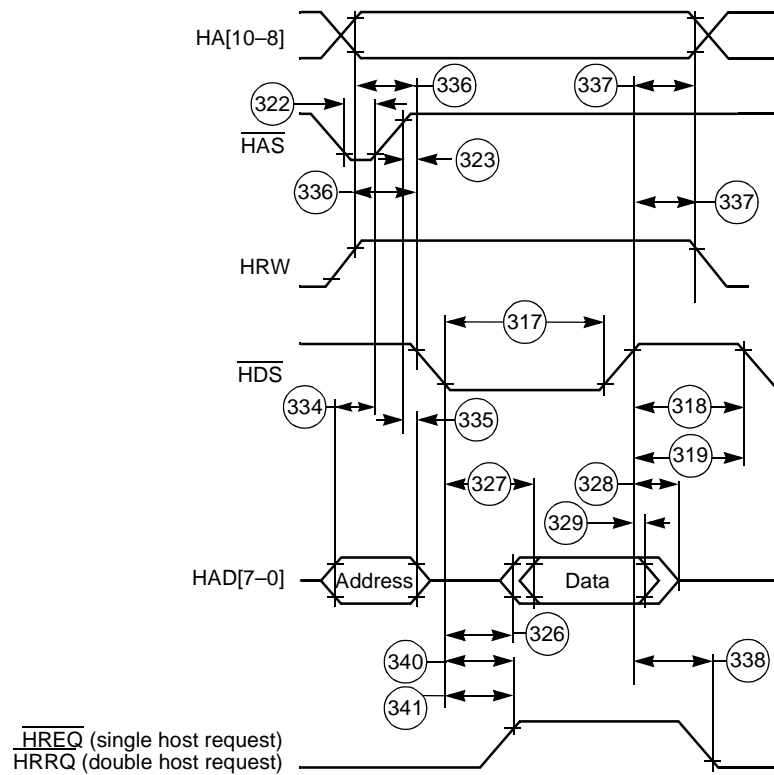 HA[10–8]
336
337
322
HAS
323
336
337
HRW
317
HDS
334
335
318
319
327
328
329
HAD[7–0]
Address
Data
326
340
338
341
HREQ (single host request)
HRRQ (double host request)